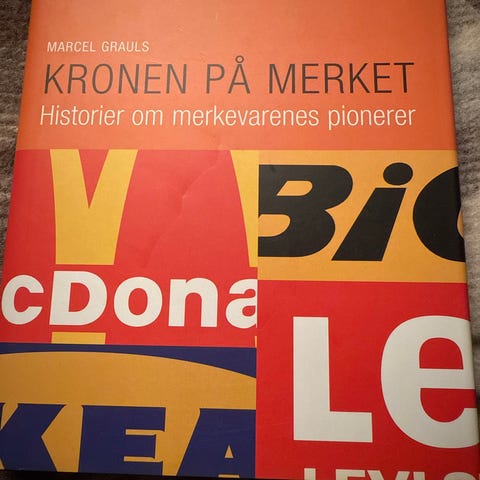 MARCEL GRAULS
KRONEN PÅ MERKET
Historier om merkevarenes pionerer
BiC
cDona
Le
KEA